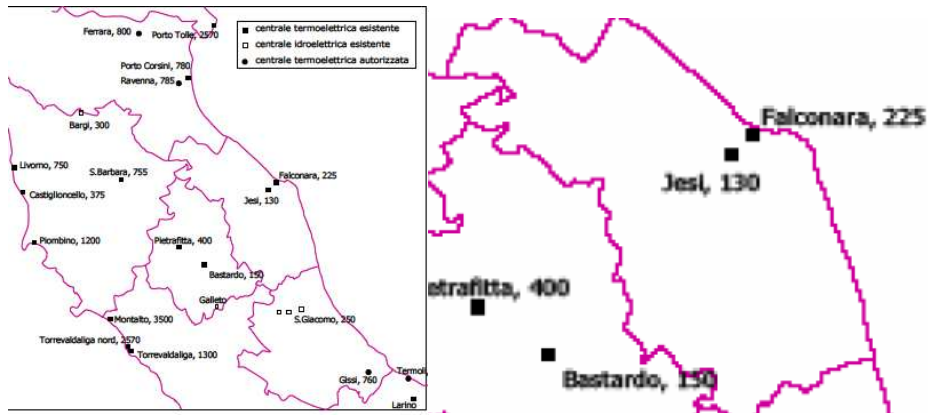 centrale termoelettrica esistente
centrale idroelettrica esistente
centrale termoelettrica autorizzata
Ferrara, 800
Porto Tolle, 2570
Porto Corsini, 780
Ravenna, 785
Bargi, 300
Livorno, 750
S.Barbara, 755
Castiglioncello, 375
Falconara, 225
Jesi, 130
Piombino, 1200
Pietrafitta, 400
Bastardo, 150
Galleto
Montalto, 3500
S.Giacomo, 250
Torrevaldaliga nord, 2570
Torrevaldaliga, 1300
Gissi, 760
Termoli,
Larino
Falconara, 225
Jesi, 130
etrafitta, 400
Bastardo, 150